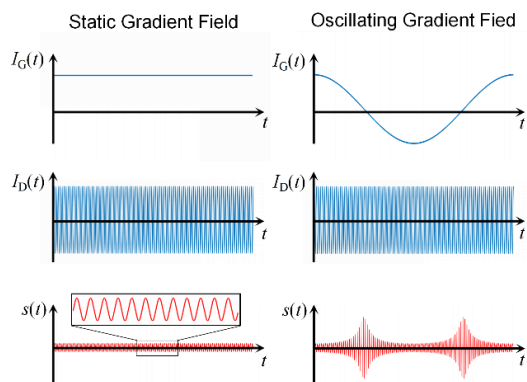 Static Gradient Field
Oscillating Gradient Fied
I_G(t)
t
I_G(t)
t
I_D(t)
t
I_D(t)
t
s(t)
t
s(t)
t